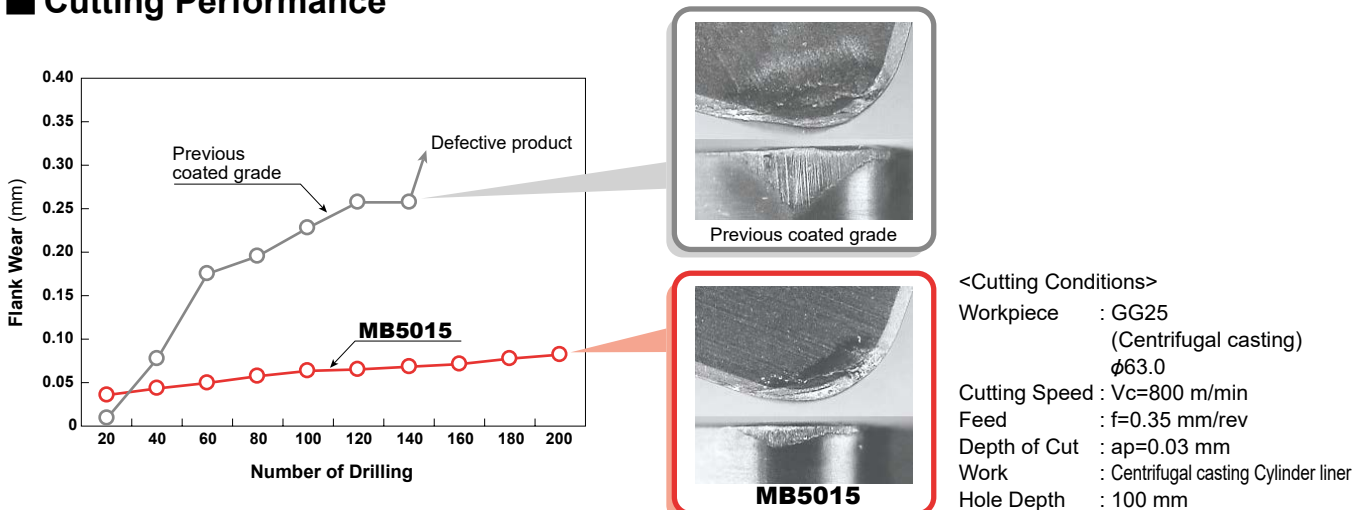 ■ Cutting Performance
Flank Wear (mm)
0.40
0.35
0.30
0.25
0.20
0.15
0.10
0.05
0
20 40 60 80 100 120 140 160 180 200
Number of Drilling
Previous
coated grade
Defective product
MB5015
Previous coated grade
MB5015
<Cutting Conditions>
Workpiece : GG25
(Centrifugal casting)
ϕ63.0
Cutting Speed : Vc=800 m/min
Feed : f=0.35 mm/rev
Depth of Cut : ap=0.03 mm
Work : Centrifugal casting Cylinder liner
Hole Depth : 100 mm